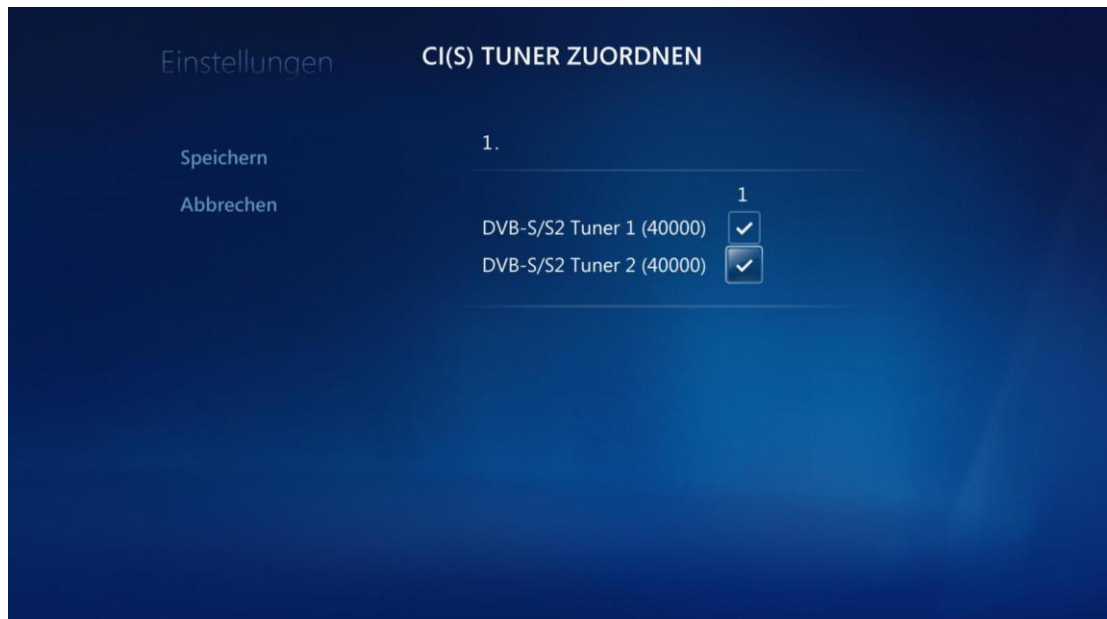 Einstellungen
CI(S) TUNER ZUORDNEN
Speichern
Abbrechen
1.
1
DVB-S/S2 Tuner 1 (40000)
DVB-S/S2 Tuner 2 (40000)